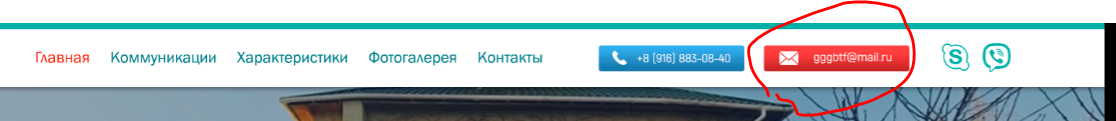 Главная Коммуникации Характеристики Фотогалерея Контакты +8 (916) 883-08-40 gggbtf@mail.ru